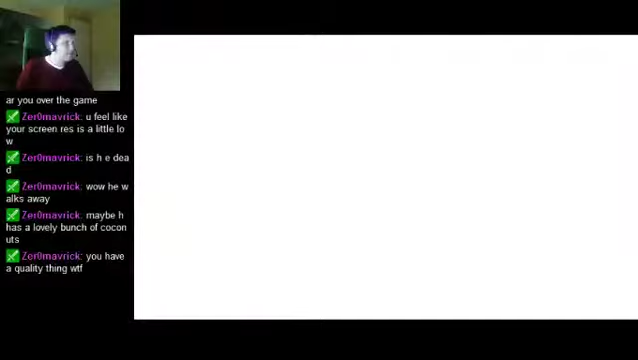 ar you over the game
Zer0mavrick: u feel like
your screen res is a little lo
w
Zer0mavrick: is h e dea
d
Zer0mavrick: wow he w
alks away
Zer0mavrick: maybe h
has a lovely bunch of cocon
uts
Zer0mavrick: you have
a quality thing wtf